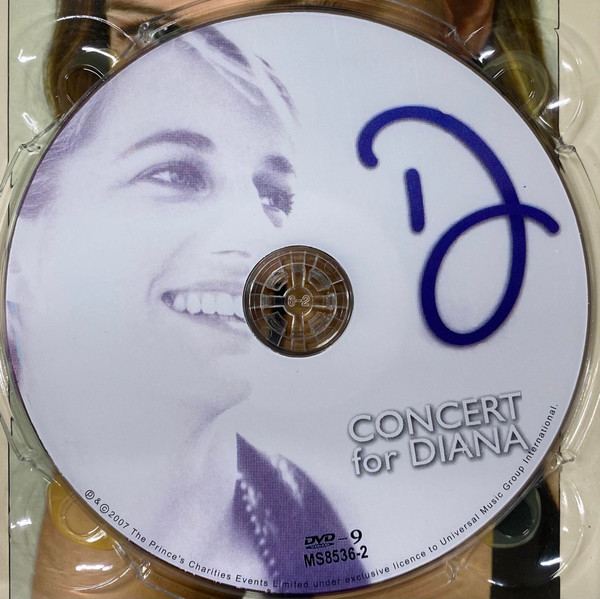 D
CONCERT
for DIANA
DVD-9
MS8536-2
℗ & © 2007 The Prince's Charities Events Limited under exclusive licence to Universal Music Group International.